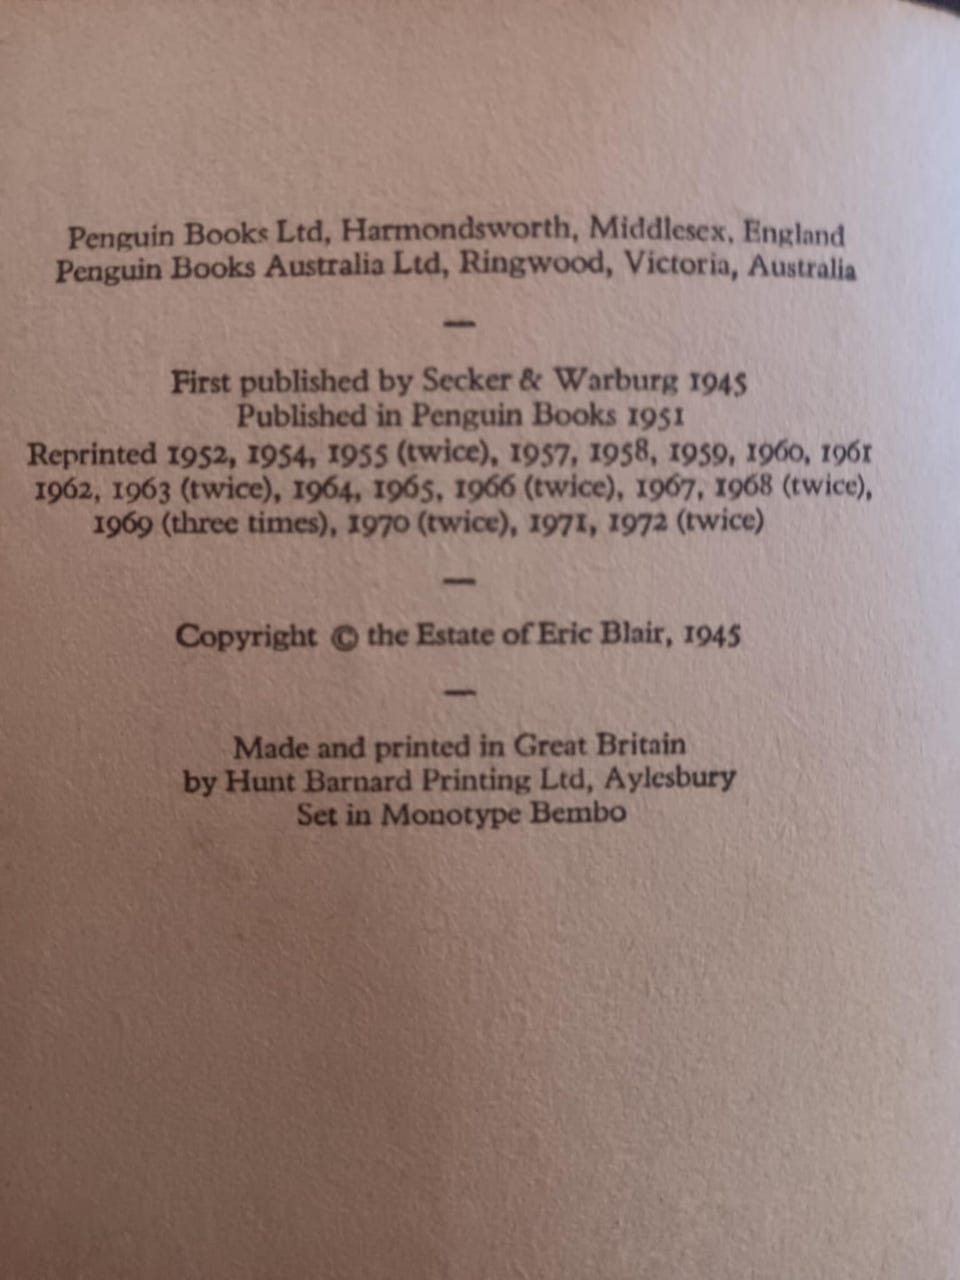 Penguin Books Ltd, Harmondsworth, Middlesex, England
Penguin Books Australia Ltd, Ringwood, Victoria, Australia
—
First published by Secker & Warburg 1945
Published in Penguin Books 1951
Reprinted 1952, 1954, 1955 (twice), 1957, 1958, 1959, 1960, 1961
1962, 1963 (twice), 1964, 1965, 1966 (twice), 1967, 1968 (twice),
1969 (three times), 1970 (twice), 1971, 1972 (twice)
—
Copyright © the Estate of Eric Blair, 1945
—
Made and printed in Great Britain
by Hunt Barnard Printing Ltd, Aylesbury
Set in Monotype Bembo